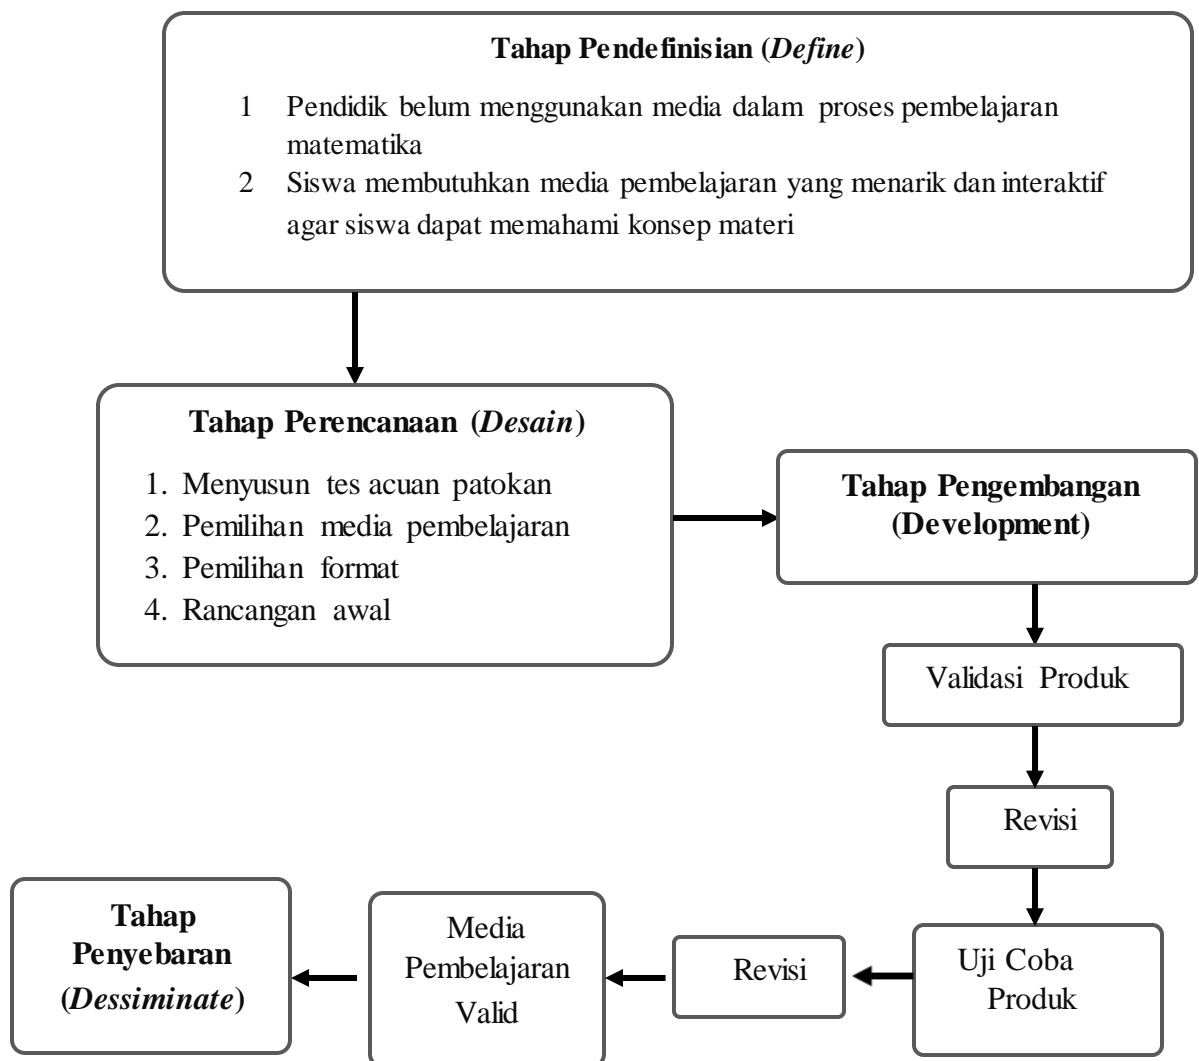 Tahap Pendefinisian (Define)
1 Pendidik belum menggunakan media dalam proses pembelajaran
matematika
2 Siswa membutuhkan media pembelajaran yang menarik dan interaktif
agar siswa dapat memahami konsep materi
Tahap Perencanaan (Desain)
1. Menyusun tes acuan patokan
2. Pemilihan media pembelajaran
3. Pemilihan format
4. Rancangan awal
Tahap Pengembangan
(Development)
Validasi Produk
Revisi
Uji Coba
Produk
Revisi
Media
Pembelajaran
Valid
Tahap
Penyebaran
(Dessiminate)